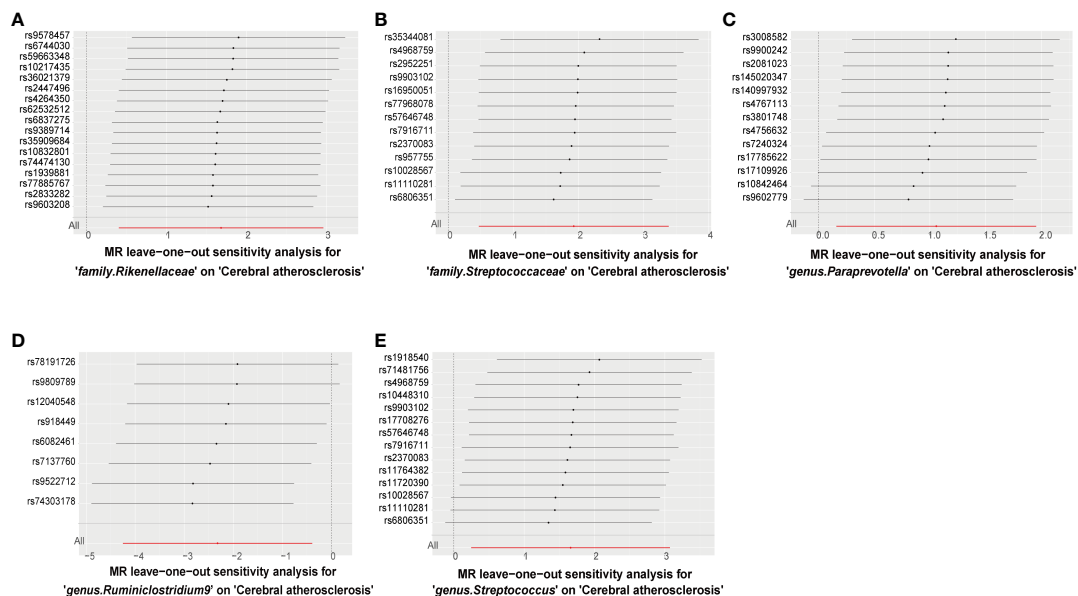 A
rs9578457
rs6744030
rs59663348
rs10217435
rs36021379
rs2447496
rs4264350
rs62532512
rs6837275
rs9389714
rs35909684
rs10832801
rs74474130
rs1939881
rs77885767
rs2833282
rs9603208
All
0 1 2 3
MR leave−one−out sensitivity analysis for
'family.Rikenellaceae' on 'Cerebral atherosclerosis'
B
rs35344081
rs4968759
rs2952251
rs9903102
rs16950051
rs77968078
rs57646748
rs7916711
rs2370083
rs957755
rs10028567
rs11110281
rs6806351
All
0 1 2 3 4
MR leave−one−out sensitivity analysis for
'family.Streptococcaceae' on 'Cerebral atherosclerosis'
C
rs3008582
rs9900242
rs2081023
rs145020347
rs140997932
rs4767113
rs3801748
rs4756632
rs7240324
rs17785622
rs17109926
rs10842464
rs9602779
All
0.0 0.5 1.0 1.5 2.0
MR leave−one−out sensitivity analysis for
'genus.Paraprevotella' on 'Cerebral atherosclerosis'
D
rs78191726
rs9809789
rs12040548
rs918449
rs6082461
rs7137760
rs9522712
rs74303178
All
−5 −4 −3 −2 −1 0
MR leave−one−out sensitivity analysis for
'genus.Ruminiclostridium9' on 'Cerebral atherosclerosis'
E
rs1918540
rs71481756
rs4968759
rs10448310
rs9903102
rs17708276
rs57646748
rs7916711
rs2370083
rs11764382
rs11720390
rs10028567
rs11110281
rs6806351
All
0 1 2 3
MR leave−one−out sensitivity analysis for
'genus.Streptococcus' on 'Cerebral atherosclerosis'